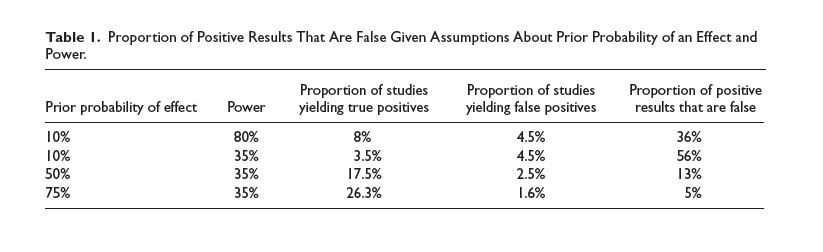 Table 1. Proportion of Positive Results That Are False Given Assumptions About Prior Probability of an Effect and
Power.
Prior probability of effect Power Proportion of studies yielding true positives Proportion of studies yielding false positives Proportion of positive results that are false
10% 80% 8% 4.5% 36%
10% 35% 3.5% 4.5% 56%
50% 35% 17.5% 2.5% 13%
75% 35% 26.3% 1.6% 5%